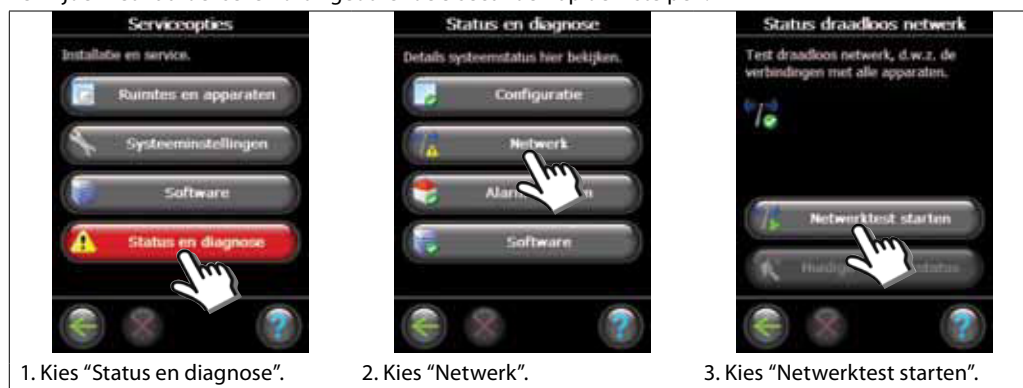 Serviceopties
Installatie en service.
Ruimtes en apparaten
Systeeminstellingen
Software
Status en diagnose
1. Kies “Status en diagnose”.
Status en diagnose
Details systeemstatus hier bekijken.
Configuratie
Netwerk
Software
2. Kies “Netwerk”.
Status draadloos netwerk
Test draadloos netwerk, d.w.z. de
verbindingen met alle apparaten.
Netwerktest starten
3. Kies “Netwerktest starten”.